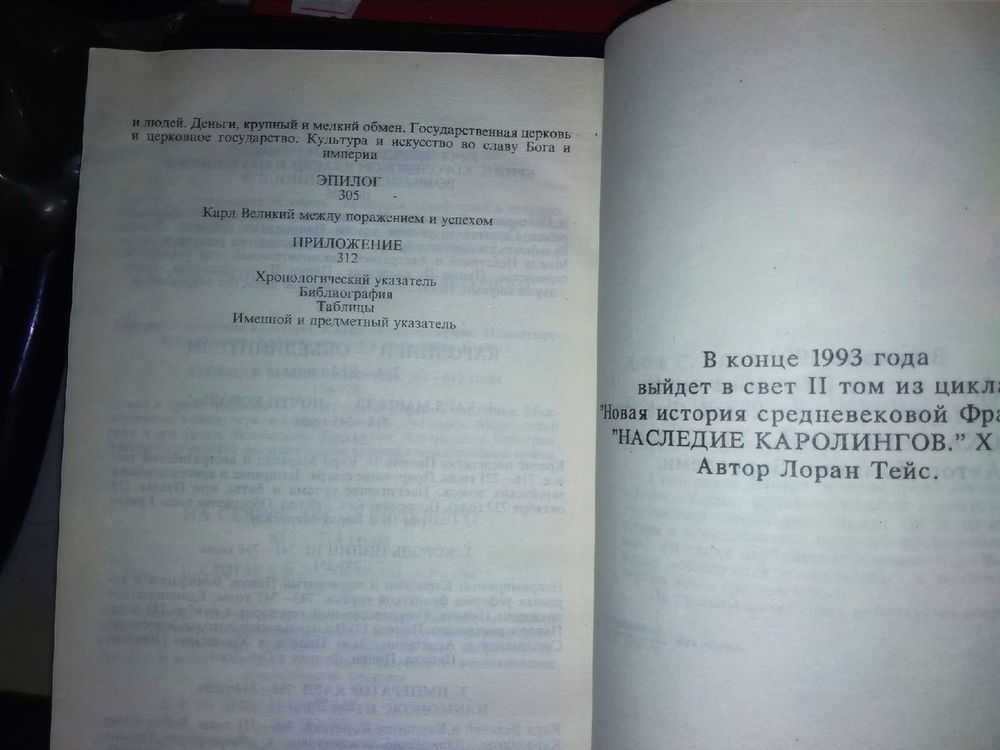 и людей. Деньги, крупный и мелкий обмен. Государственная церковь
и церковное государство. Культура и искусство во славу Бога и
империи
ЭПИЛОГ
305
Карл Великий между поражением и успехом
ПРИЛОЖЕНИЕ
312
Хронологический указатель
Библиография
Таблицы
Именной и предметный указатель
В конце 1993 года
выйдет в свет II том из цикла
"Новая история средневековой Фра
"НАСЛЕДИЕ КАРОЛИНГОВ." X
Автор Лоран Тейс.